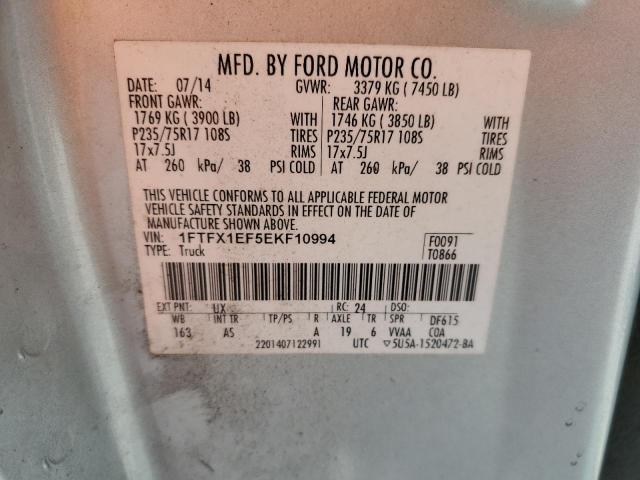 MFD. BY FORD MOTOR CO.
DATE: 07/14 GVWR: 3379 KG ( 7450 LB)
FRONT GAWR: REAR GAWR:
1769 KG ( 3900 LB) WITH 1746 KG ( 3850 LB) WITH
P235/75R17 108S TIRES P235/75R17 108S TIRES
17x7.5J RIMS 17x7.5J RIMS
AT 260 kPa/ 38 PSI COLD AT 260 kPa/ 38 PSI COLD
THIS VEHICLE CONFORMS TO ALL APPLICABLE FEDERAL MOTOR
VEHICLE SAFETY STANDARDS IN EFFECT ON THE DATE OF
MANUFACTURE SHOWN ABOVE.
VIN: 1FTFX1EF5EKF10994 F0091
TYPE: Truck T0866
EXT PNT: UX RC: 24 DSO:
WB INT TR TP/PS R AXLE TR SPR DF615
163 AS A 19 6 VVAA COA
2201407122991 UTC ▽5U5A-1520472-BA